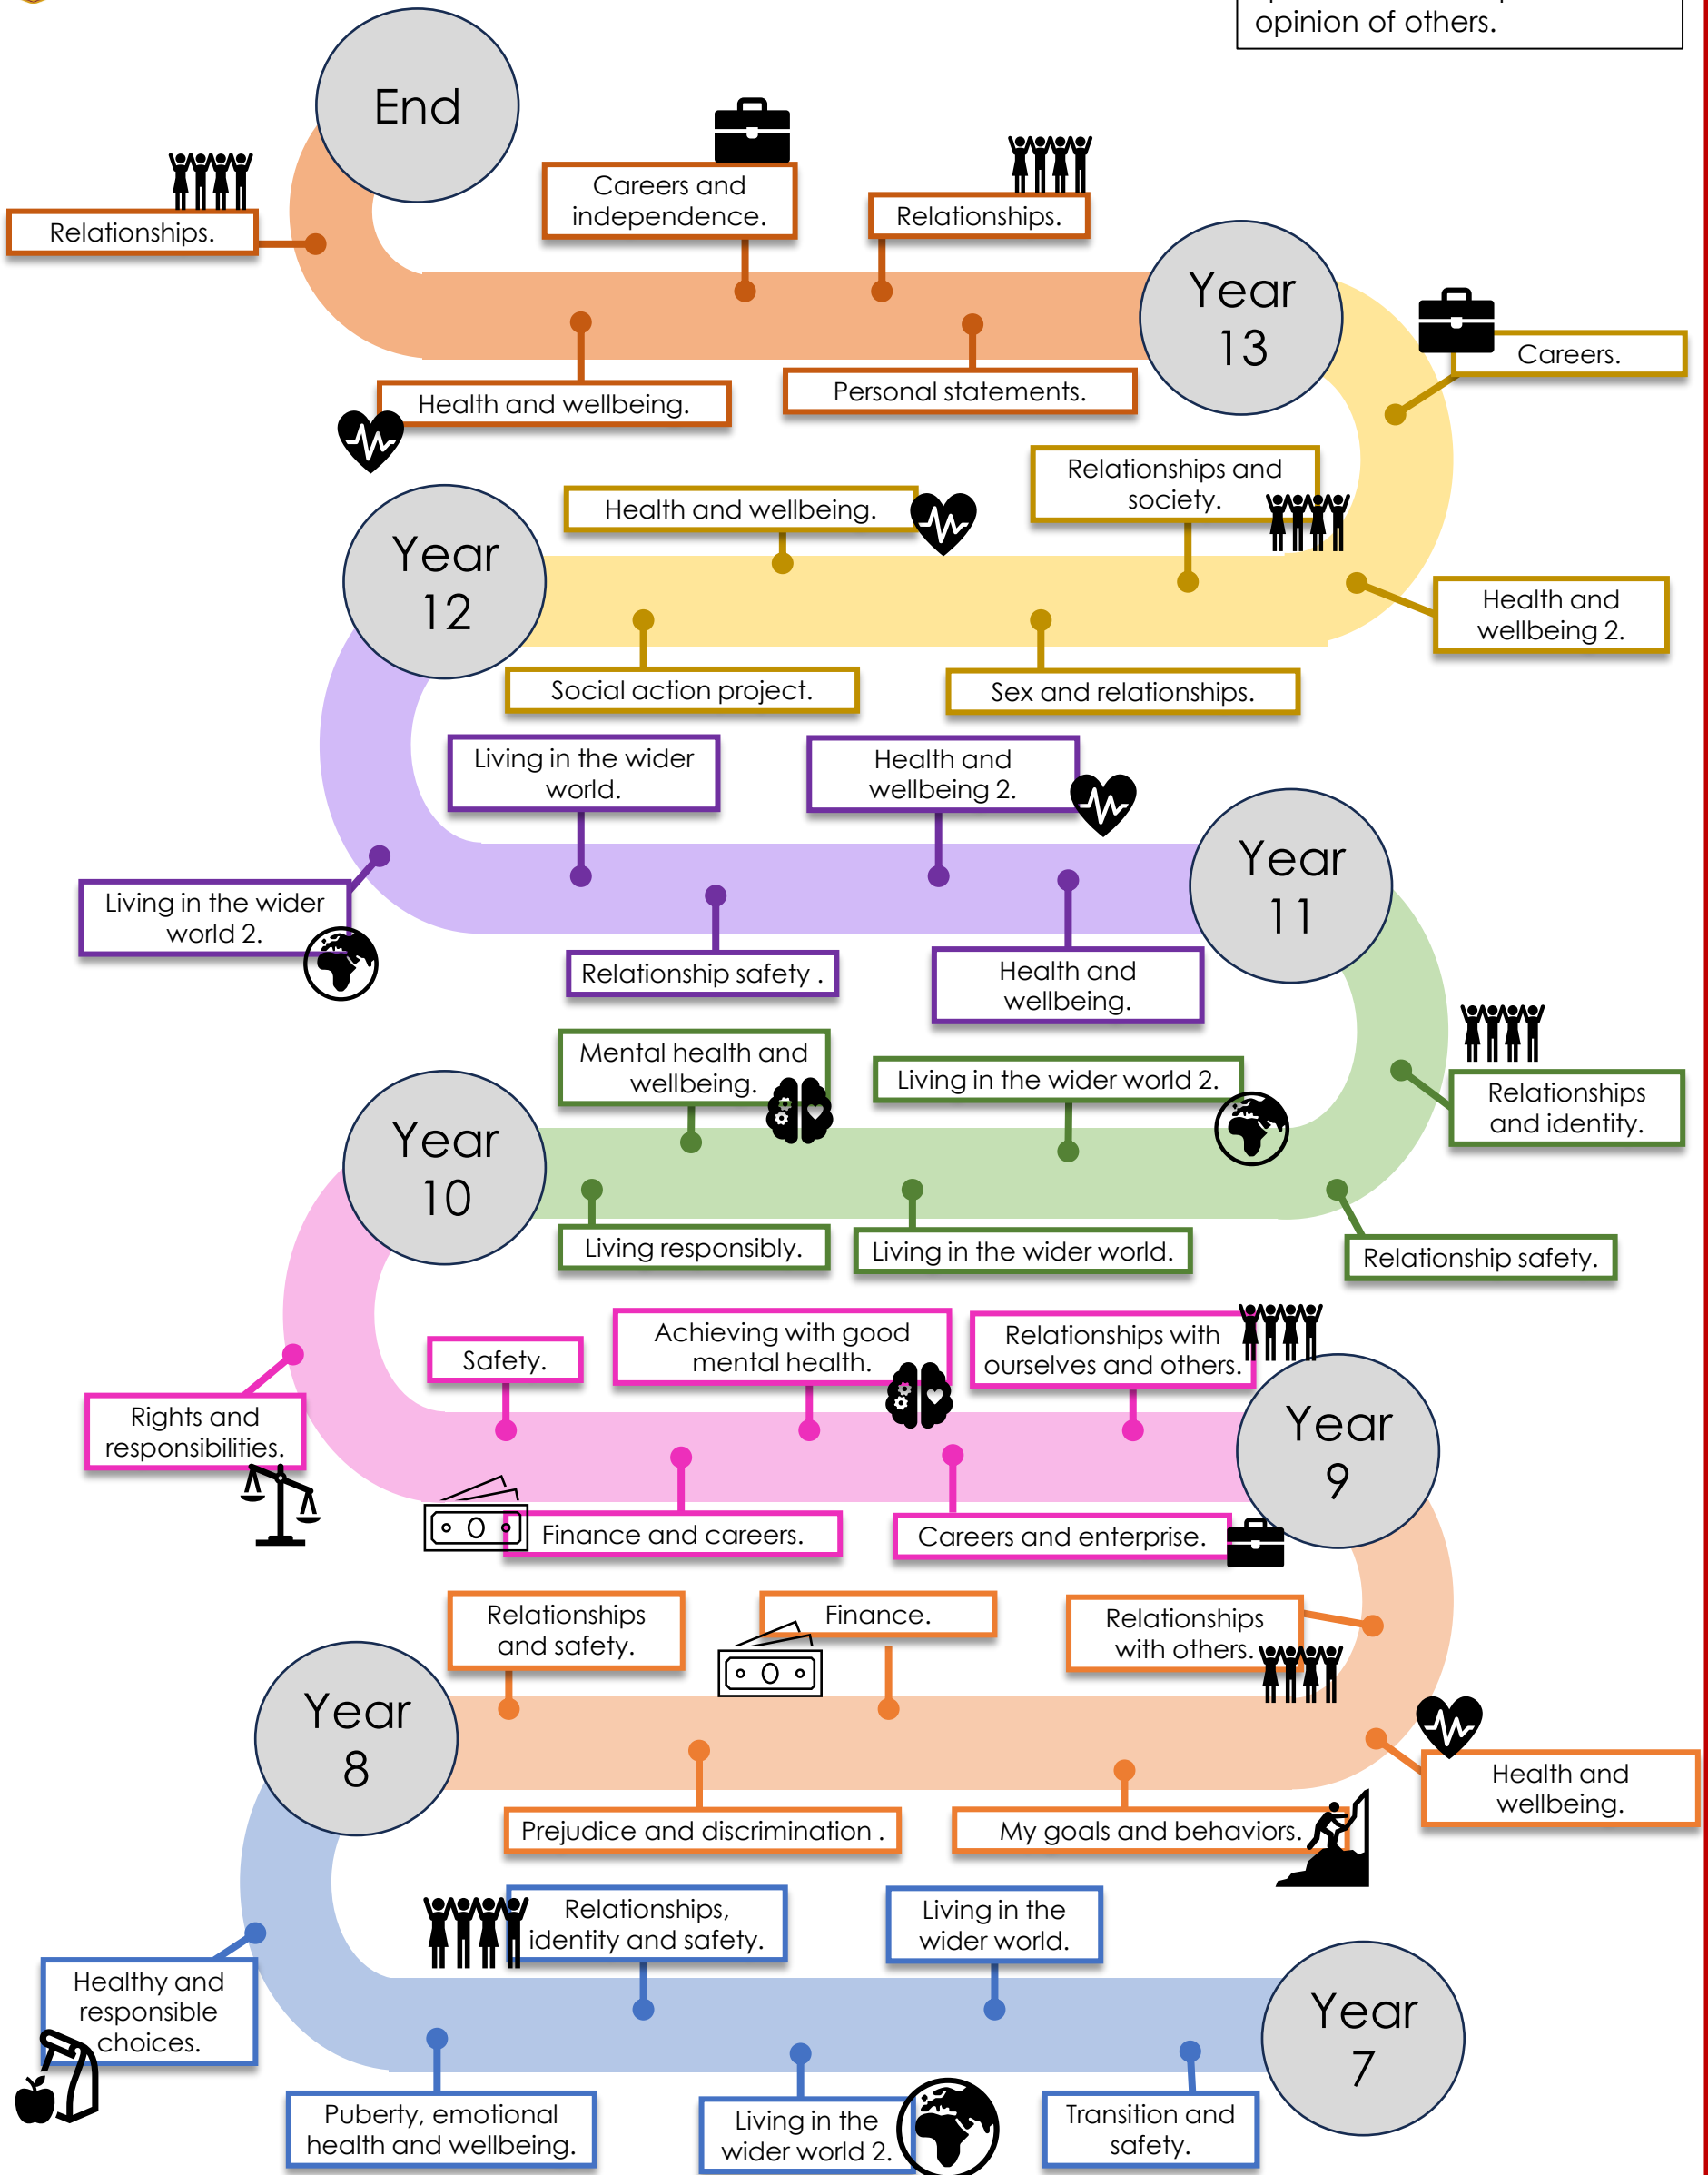 opinion of others.
End
Careers and
independence.
Relationships.
Relationships.
Year
13
Careers.
Health and wellbeing.
Personal statements.
Relationships and
society.
Health and wellbeing.
Year
12
Health and
wellbeing 2.
Social action project.
Sex and relationships.
Living in the wider
world.
Health and
wellbeing 2.
Year
11
Living in the wider
world 2.
Relationship safety .
Health and
wellbeing.
Mental health and
wellbeing.
Living in the wider world 2.
Relationships
and identity.
Year
10
Living responsibly.
Living in the wider world.
Relationship safety.
Safety.
Achieving with good
mental health.
Relationships with
ourselves and others.
Rights and
responsibilities.
Year
9
Finance and careers.
Careers and enterprise.
Relationships
and safety.
Finance.
Relationships
with others.
Year
8
Health and
wellbeing.
Prejudice and discrimination .
My goals and behaviors.
Relationships,
identity and safety.
Living in the
wider world.
Healthy and
responsible
choices.
Year
7
Puberty, emotional
health and wellbeing.
Living in the
wider world 2.
Transition and
safety.